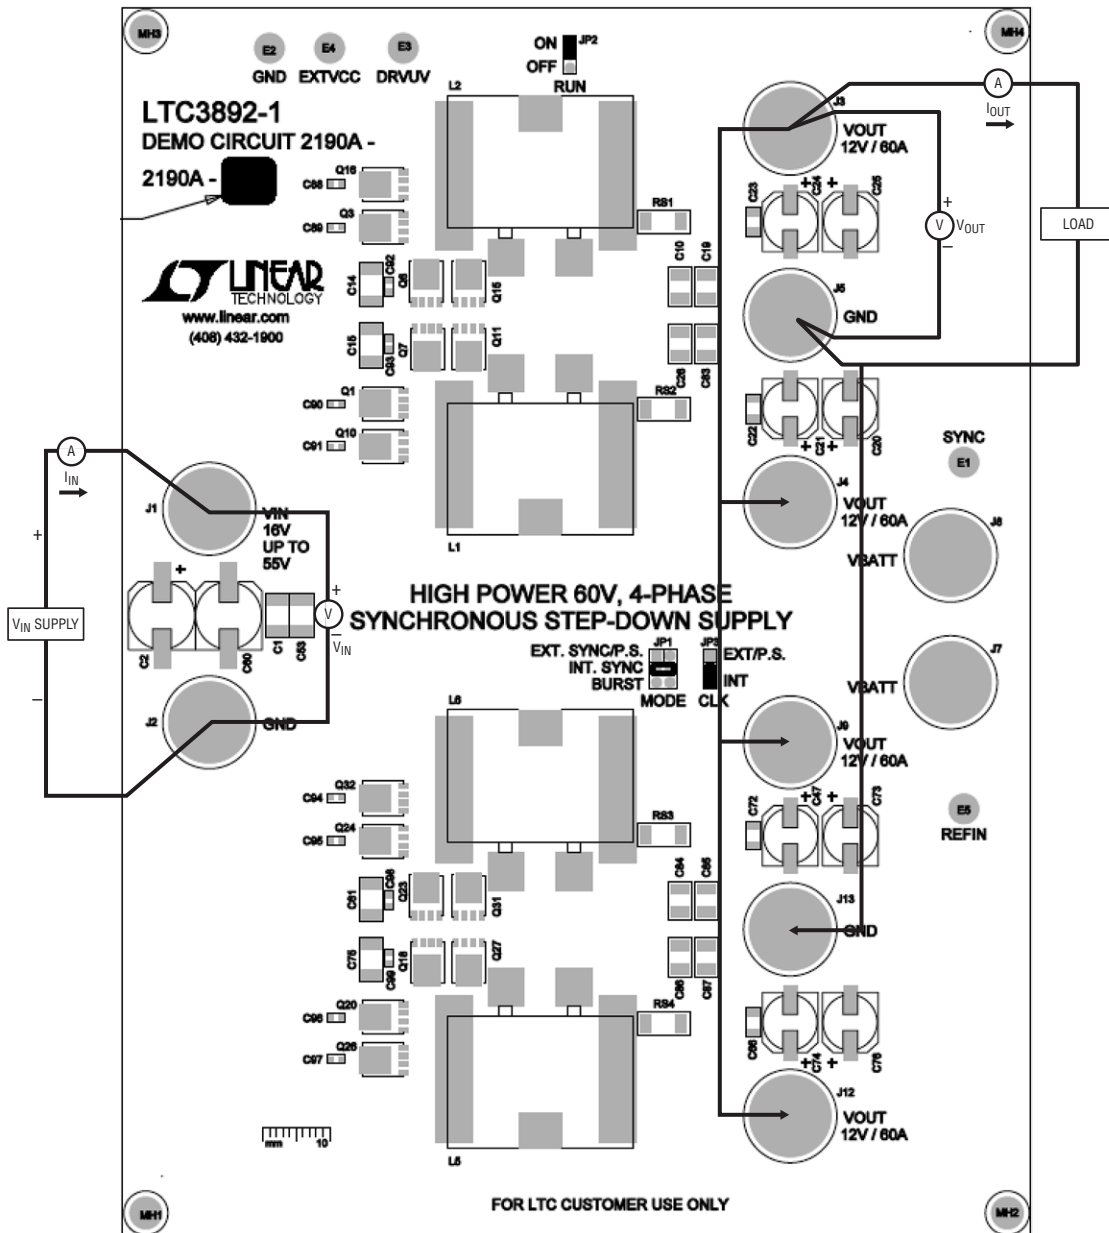 MH3
MH4
E2
GND
E4
EXTVCC
E3
DRVUV
ON
JP2
OFF
RUN
LTC3892-1
DEMO CIRCUIT 2190A -
2190A -
LINEAR
TECHNOLOGY
www.linear.com
(408) 432-1900
L2
C88
Q16
C89
Q3
C14
C92
Q6
Q15
C15
C93
Q7
Q11
C90
Q1
C91
Q10
RS1
C10
C19
C26
C83
RS2
L1
J3
VOUT
12V / 60A
C23
+
C24
+
C25
J5
GND
C22
+
C21
+
C20
J4
VOUT
12V / 60A
A
IOUT
+
V
VOUT
−
LOAD
SYNC
E1
J8
VBATT
J7
VBATT
A
IIN
+
VIN SUPPLY
−
J1
VIN
16V
UP TO
55V
+
C2
C60
C1
C53
+
V
−
VIN
J2
GND
HIGH POWER 60V, 4-PHASE
SYNCHRONOUS STEP-DOWN SUPPLY
EXT. SYNC/P.S.
JP1
INT. SYNC
BURST
MODE
JP3
EXT/P.S.
INT
CLK
L6
C94
Q32
C95
Q24
C61
C98
Q23
Q31
C75
C99
Q18
Q27
C96
Q20
C97
Q26
RS3
C84
C85
C86
C87
RS4
L5
J9
VOUT
12V / 60A
C72
+
C47
+
C73
E5
REFIN
J13
GND
C66
+
C74
+
C76
J12
VOUT
12V / 60A
mm
10
FOR LTC CUSTOMER USE ONLY
MH1
MH2